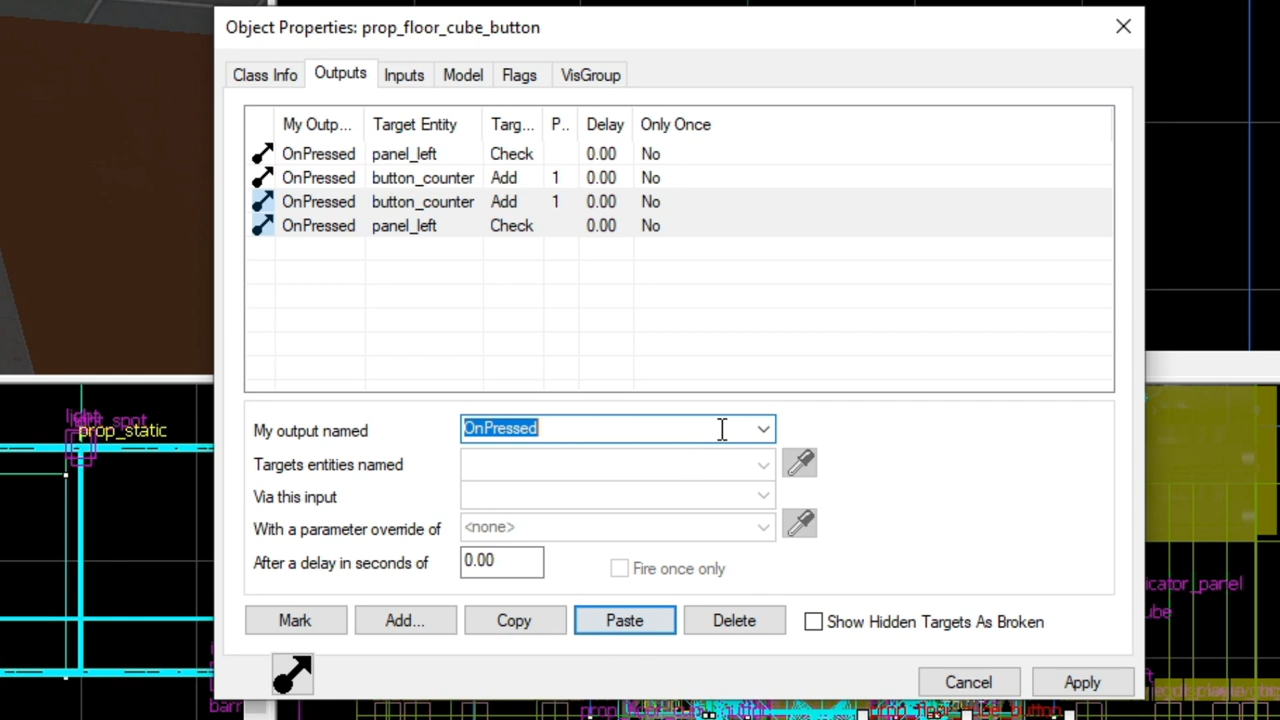 Object Properties: prop_floor_cube_button
Class Info Outputs Inputs Model Flags VisGroup
My Outp... Target Entity Targ... P.. Delay Only Once
OnPressed panel_left Check 0.00 No
OnPressed button_counter Add 1 0.00 No
OnPressed button_counter Add 1 0.00 No
OnPressed panel_left Check 0.00 No
My output named OnPressed
Targets entities named
Via this input
With a parameter override of <none>
After a delay in seconds of 0.00 Fire once only
Mark Add... Copy Paste Delete Show Hidden Targets As Broken
Cancel Apply
prop_static
icator_panel
ube